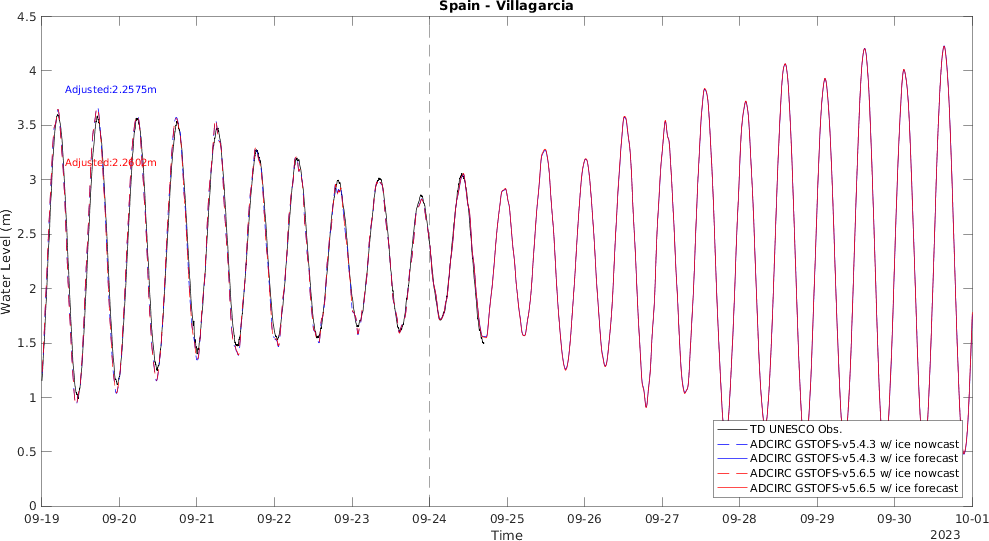 Spain - Villagarcia
4.5
4
3.5
3
2.5
2
1.5
1
0.5
0
Water Level (m)
Adjusted:2.2575m
Adjusted:2.2602m
TD UNESCO Obs.
ADCIRC GSTOFS-v5.4.3 w/ ice nowcast
ADCIRC GSTOFS-v5.4.3 w/ ice forecast
ADCIRC GSTOFS-v5.6.5 w/ ice nowcast
ADCIRC GSTOFS-v5.6.5 w/ ice forecast
09-19 09-20 09-21 09-22 09-23 09-24 09-25 09-26 09-27 09-28 09-29 09-30 10-01
Time
2023